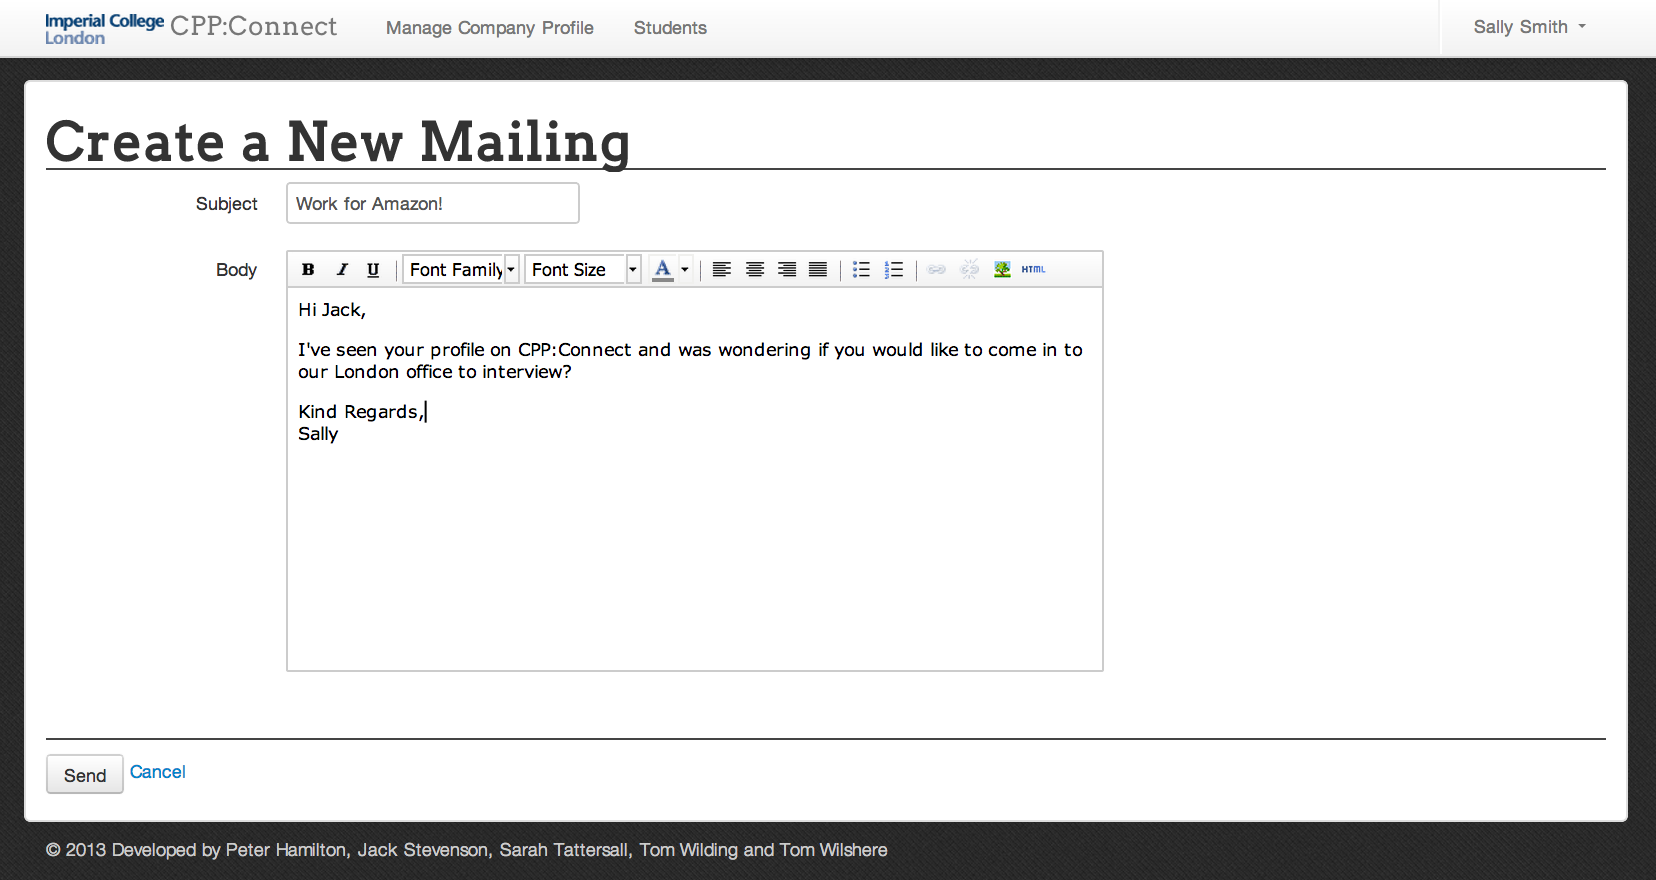 Imperial College
London
CPP:Connect
Manage Company Profile
Students
Sally Smith
Create a New Mailing
Subject
Work for Amazon!
Body
B I U Font Family Font Size A HTML
Hi Jack,
I've seen your profile on CPP:Connect and was wondering if you would like to come in to
our London office to interview?
Kind Regards,
Sally
Send
Cancel
© 2013 Developed by Peter Hamilton, Jack Stevenson, Sarah Tattersall, Tom Wilding and Tom Wilshere